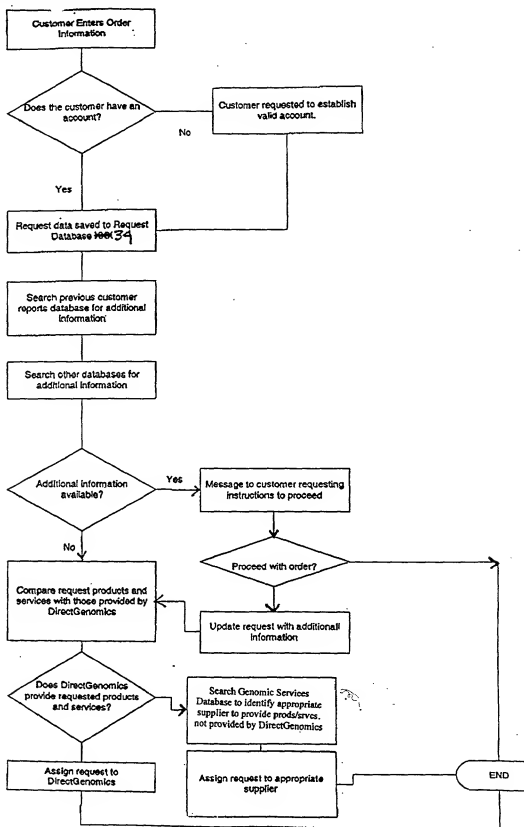 Customer Enters Order
Information
Does the customer have an
account?
No
Customer requested to establish
valid account.
Yes
Request data saved to Request
Database 34
Search previous customer
reports database for additional
information
Search other databases for
additional information
Additional information
available?
Yes
Message to customer requesting
instructions to proceed
No
Proceed with order?
Compare request products and
services with those provided by
DirectGenomics
Update request with additionall
information
Does DirectGenomics
provide requested products
and services?
Search Genomic Services
Database to identify appropriate
supplier to provide prods/srvcs.
not provided by DirectGenomics
Assign request to
DirectGenomics
Assign request to appropriate
supplier
END